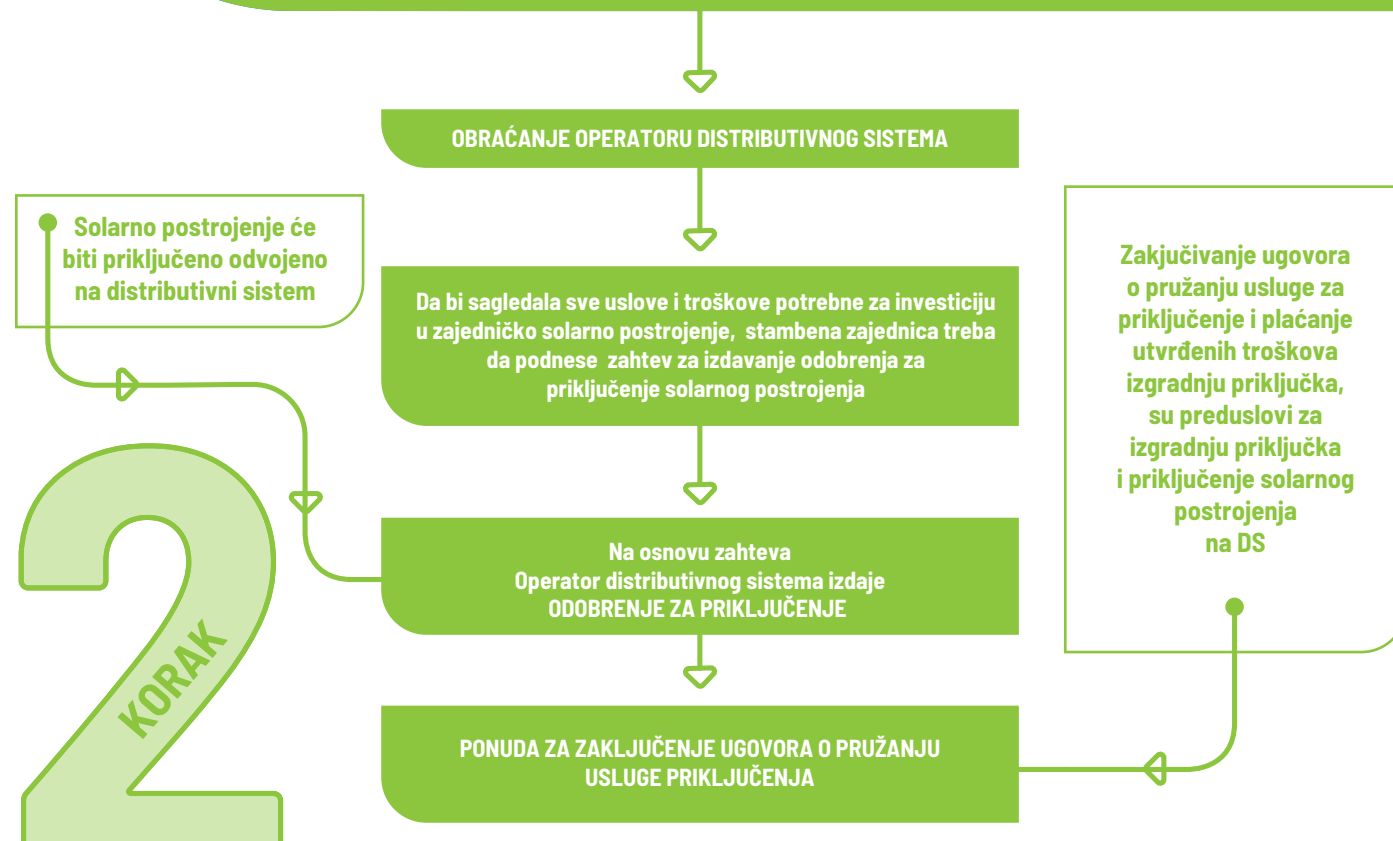 OBRAĆANJE OPERATORU DISTRIBUTIVNOG SISTEMA
Solarno postrojenje će
biti priključeno odvojeno
na distributivni sistem
Da bi sagledala sve uslove i troškove potrebne za investiciju
u zajedničko solarno postrojenje, stambena zajednica treba
da podnese zahtev za izdavanje odobrenja za
priključenje solarnog postrojenja
Zakjučivanje ugovora
o pružanju usluge za
priključenje i plaćanje
utvrđenih troškova
izgradnju priključka,
su preduslovi za
izgradnju priključka
i priključenje solarnog
postrojenja
na DS
Na osnovu zahteva
Operator distributivnog sistema izdaje
ODOBRENJE ZA PRIKLJUČENJE
2
KORAK
PONUDA ZA ZAKLJUČENJE UGOVORA O PRUŽANJU
USLUGE PRIKLJUČENJA